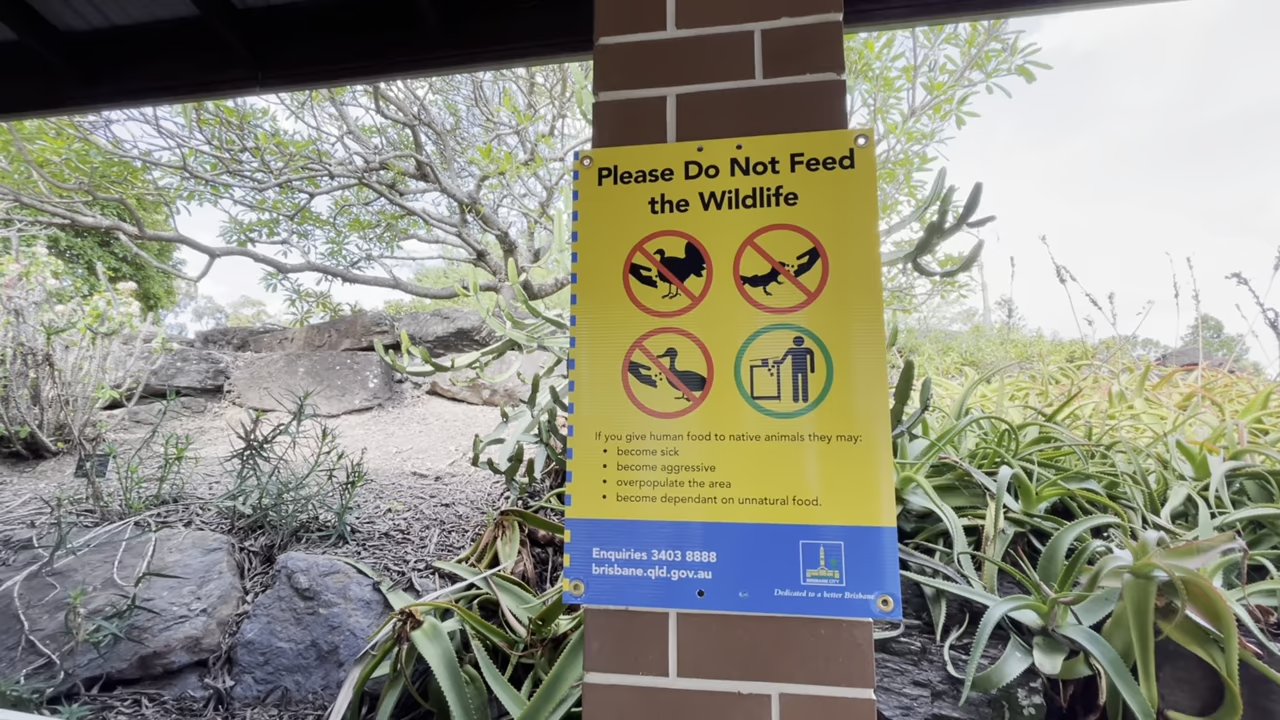 Please Do Not Feed
the Wildlife
If you give human food to native animals they may:
• become sick
• become aggressive
• overpopulate the area
• become dependant on unnatural food.
Enquiries 3403 8888
brisbane.qld.gov.au
BRISBANE CITY
Dedicated to a better Brisbane